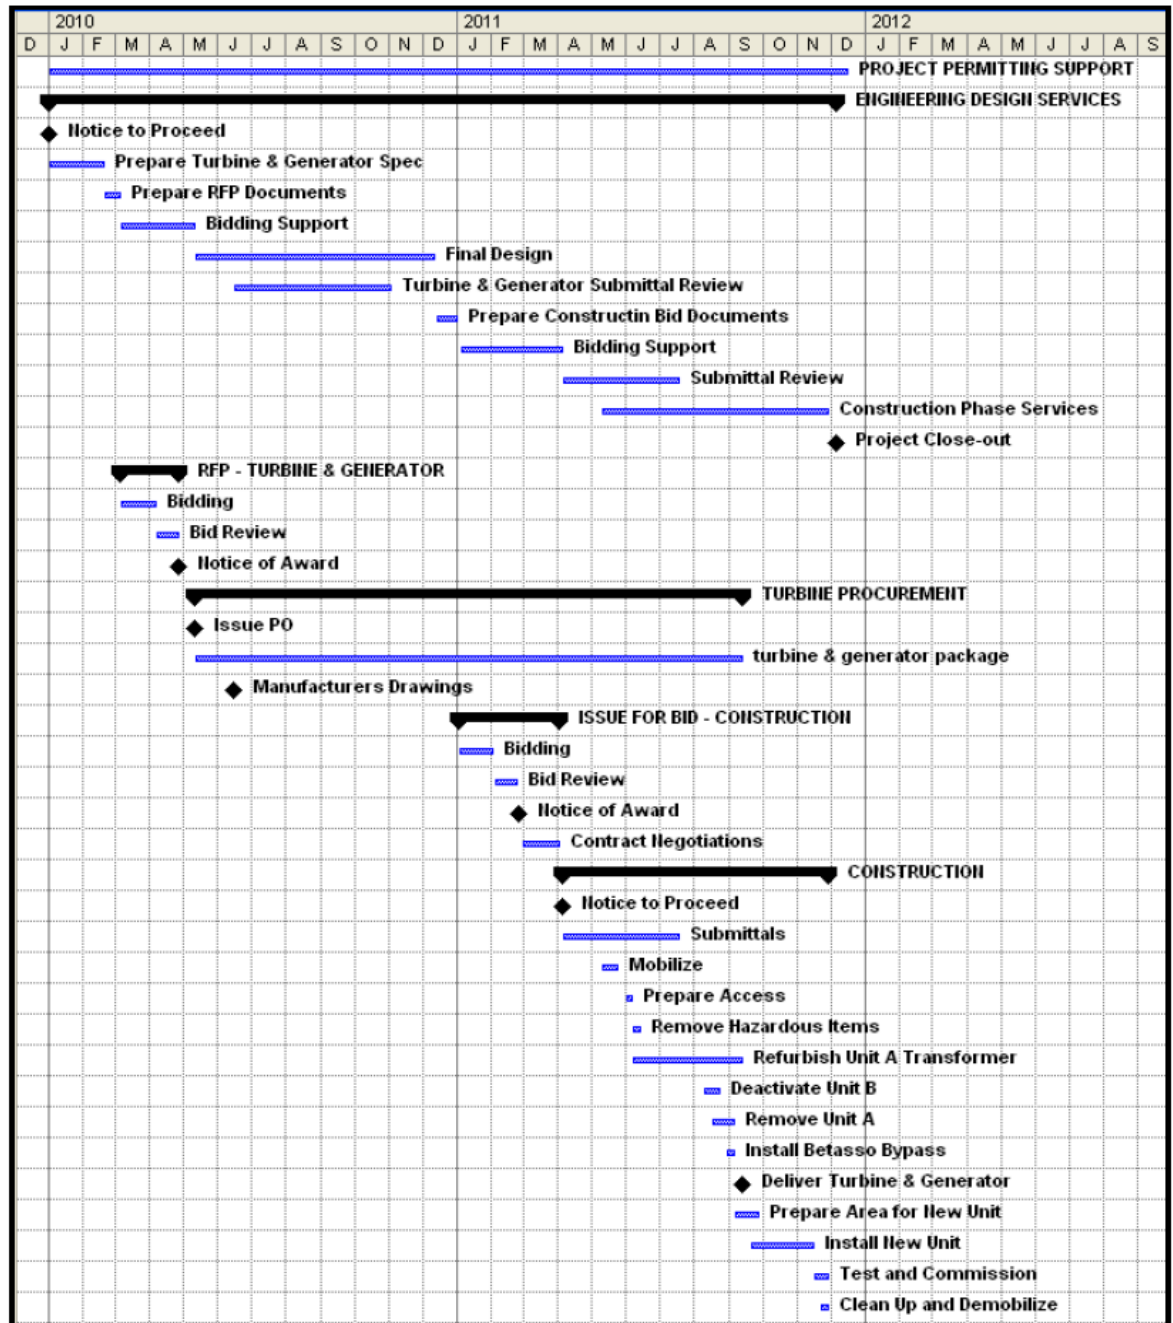 2010 2011 2012
D J F M A M J J A S O N D J F M A M J J A S O N D J F M A M J J A S
PROJECT PERMITTING SUPPORT
ENGINEERING DESIGN SERVICES
Notice to Proceed
Prepare Turbine & Generator Spec
Prepare RFP Documents
Bidding Support
Final Design
Turbine & Generator Submittal Review
Prepare Constructin Bid Documents
Bidding Support
Submittal Review
Construction Phase Services
Project Close-out
RFP - TURBINE & GENERATOR
Bidding
Bid Review
Notice of Award
TURBINE PROCUREMENT
Issue PO
turbine & generator package
Manufacturers Drawings
ISSUE FOR BID - CONSTRUCTION
Bidding
Bid Review
Notice of Award
Contract Negotiations
CONSTRUCTION
Notice to Proceed
Submittals
Mobilize
Prepare Access
Remove Hazardous Items
Refurbish Unit A Transformer
Deactivate Unit B
Remove Unit A
Install Betasso Bypass
Deliver Turbine & Generator
Prepare Area for New Unit
Install New Unit
Test and Commission
Clean Up and Demobilize